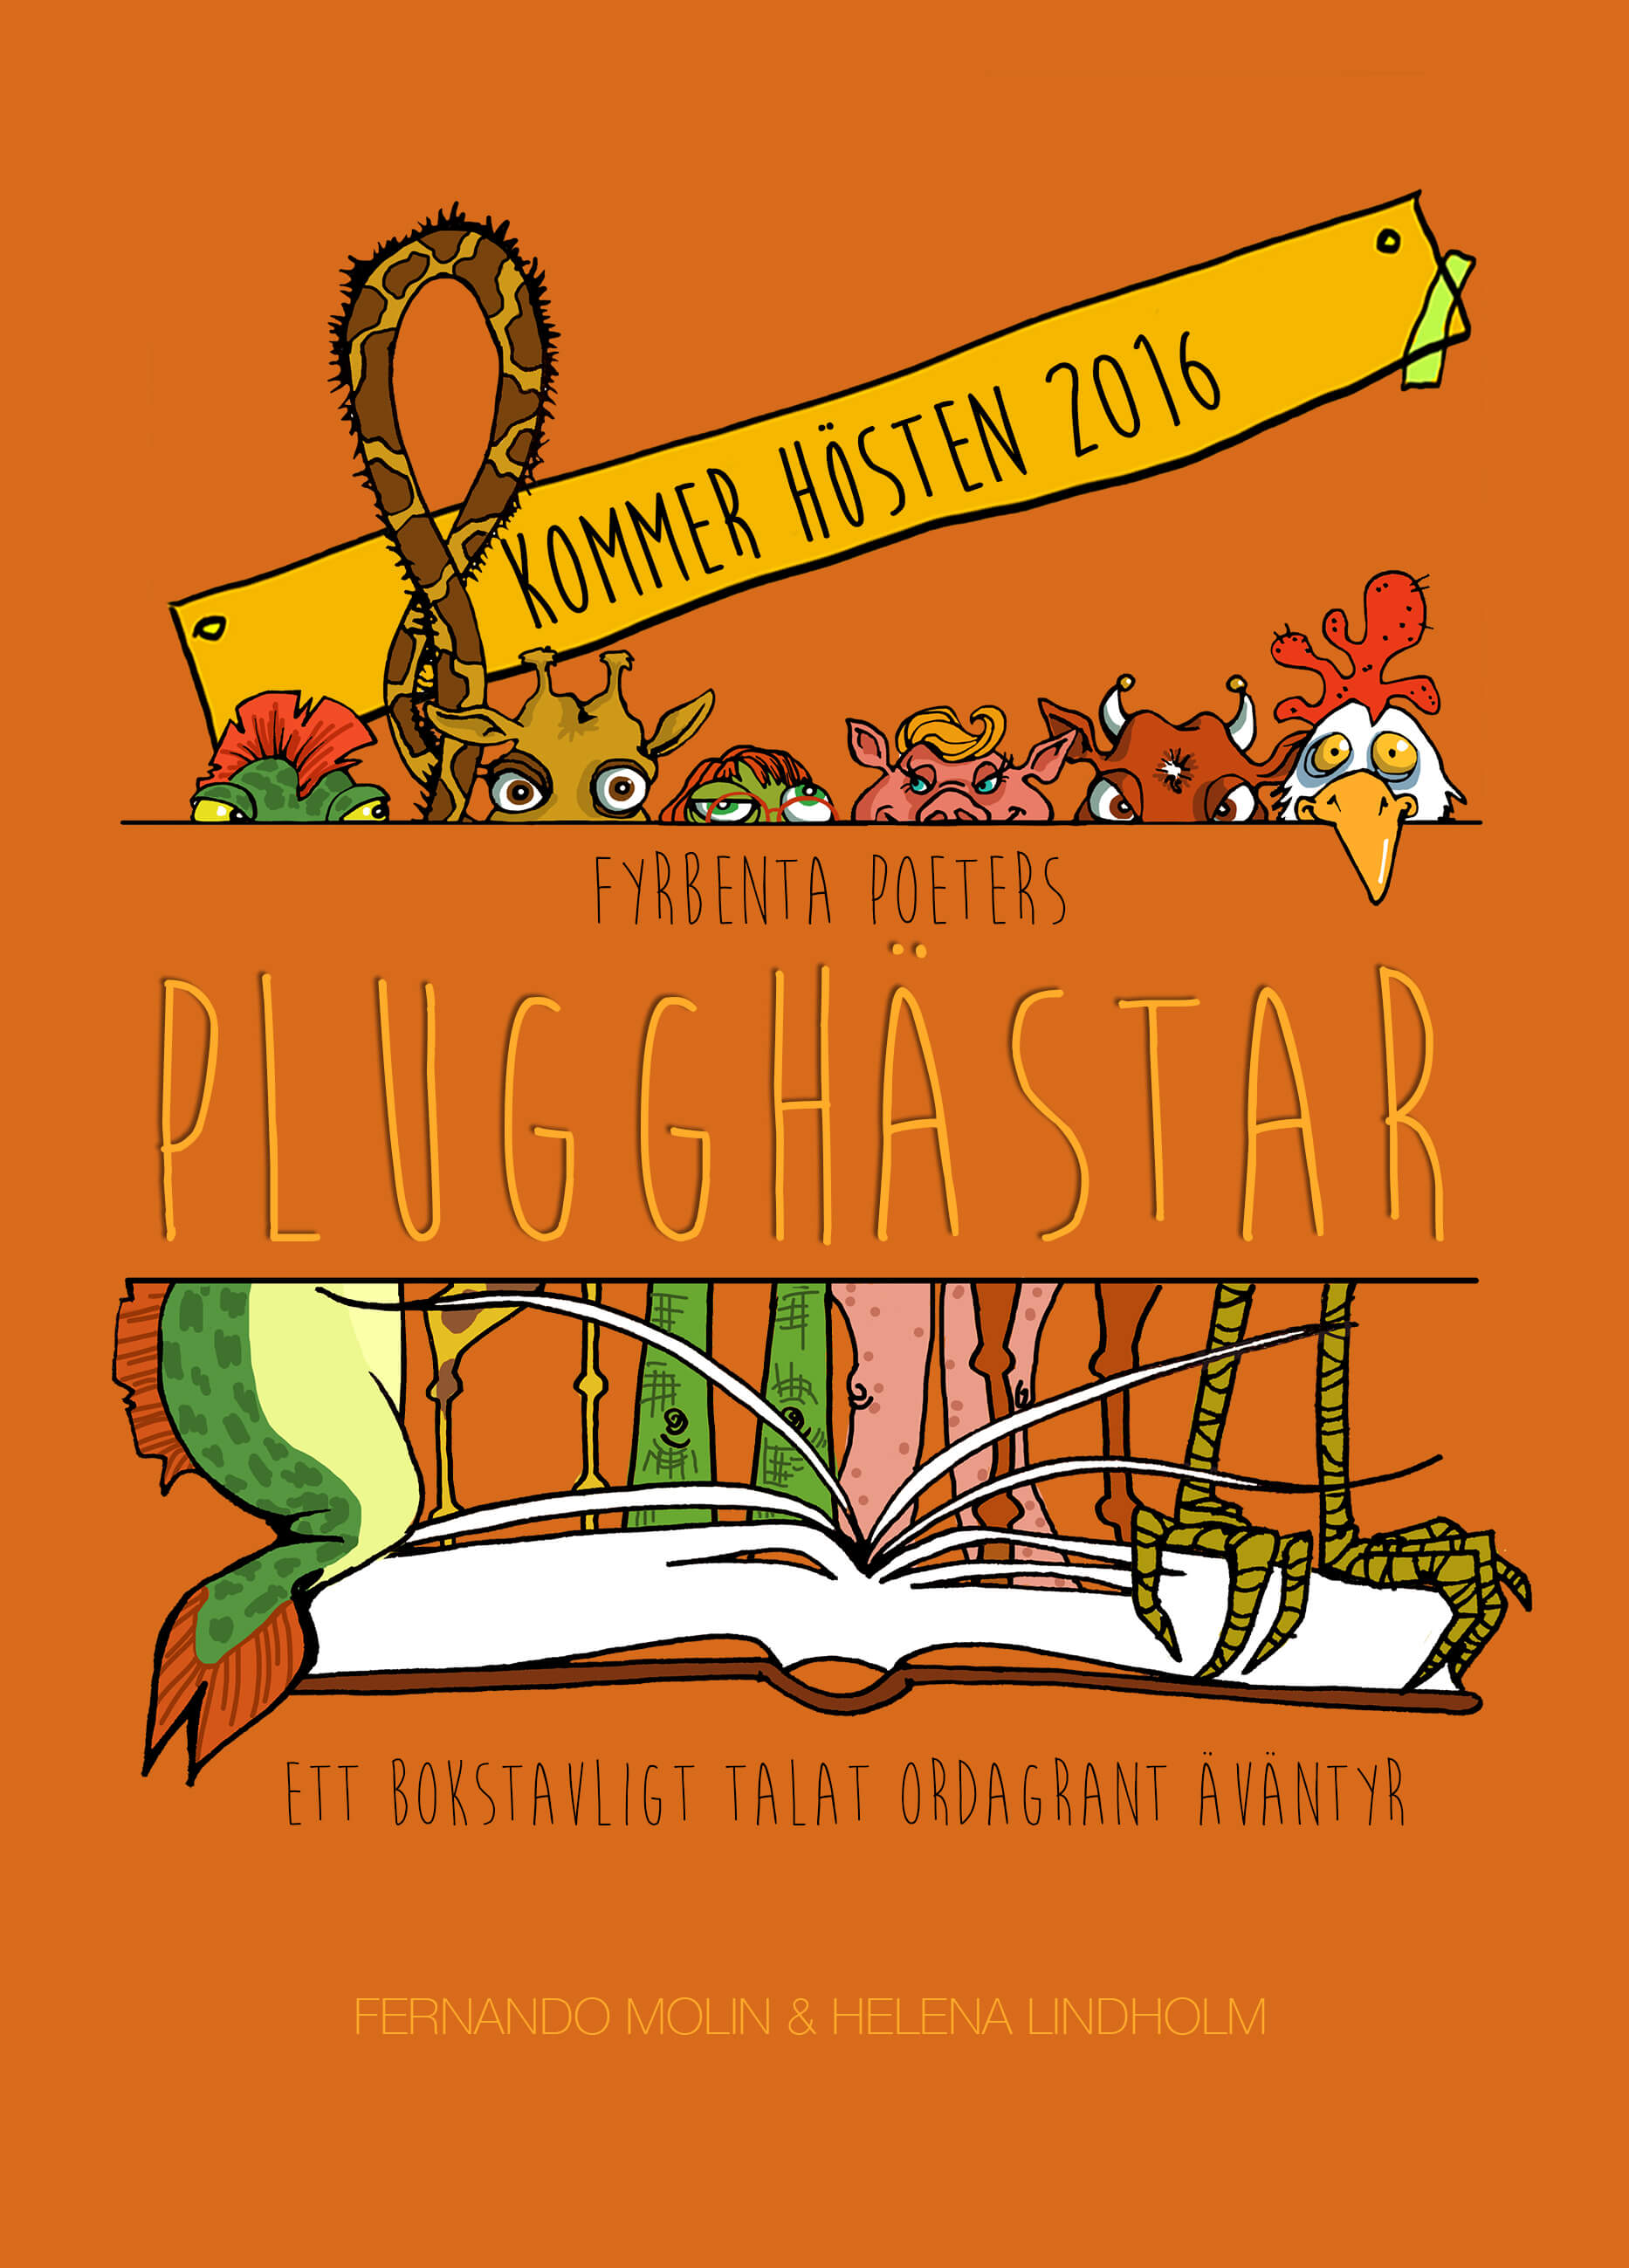 KOMMER HÖSTEN 2016
FYRBENTA POETERS
PLUGGHÄSTAR
ETT BOKSTAVLIGT TALAT ORDAGRANT ÄVÄNTYR
FERNANDO MOLIN & HELENA LINDHOLM